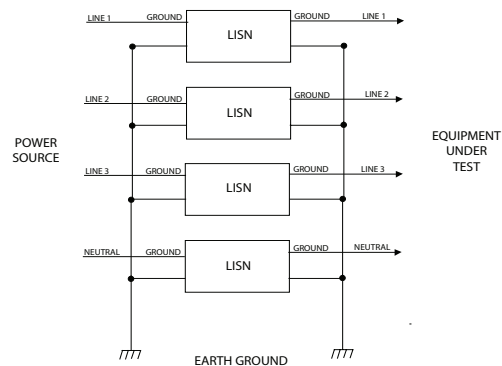 LINE 1 GROUND LISN GROUND LINE 1
LINE 2 GROUND LISN GROUND LINE 2
POWER SOURCE
EQUIPMENT UNDER TEST
LINE 3 GROUND LISN GROUND LINE 3
NEUTRAL GROUND LISN GROUND NEUTRAL
EARTH GROUND